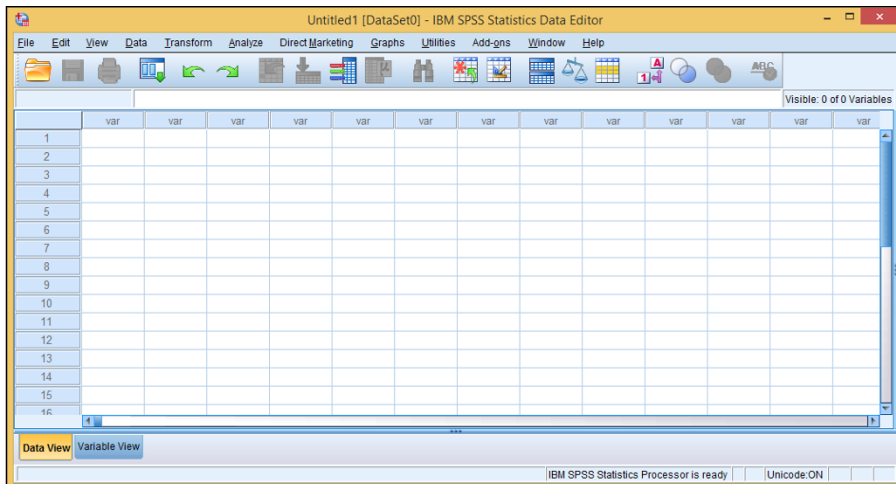 Untitled1 [DataSet0] - IBM SPSS Statistics Data Editor
File Edit View Data Transform Analyze Direct Marketing Graphs Utilities Add-ons Window Help
A
1
ABC
Visible: 0 of 0 Variables
var var var var var var var var var var var var var
1
2
3
4
5
6
7
8
9
10
11
12
13
14
15
16
Data View Variable View
IBM SPSS Statistics Processor is ready Unicode:ON